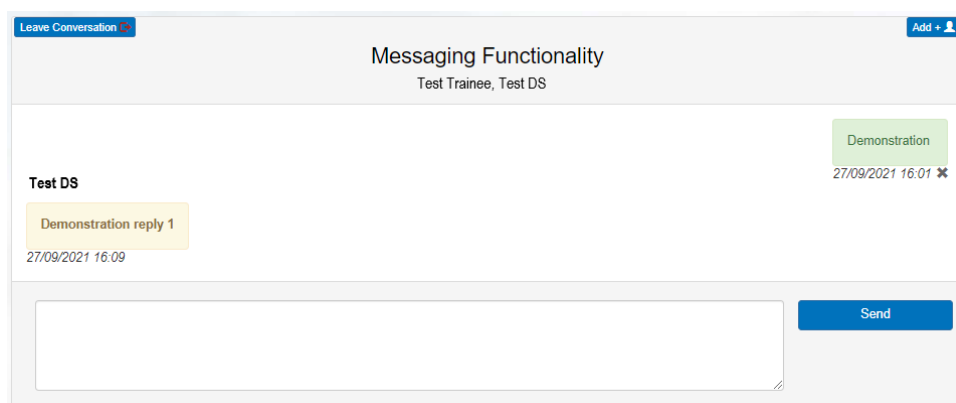 Leave Conversation
Add +
Messaging Functionality
Test Trainee, Test DS
Demonstration
27/09/2021 16:01
Test DS
Demonstration reply 1
27/09/2021 16:09
Send